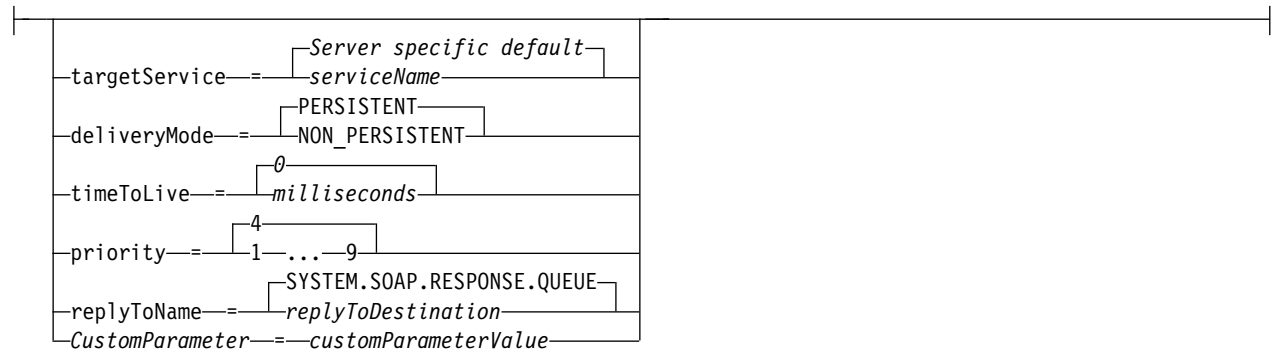 Server specific default
targetService = serviceName
PERSISTENT
deliveryMode = NON_PERSISTENT
0
timeToLive = milliseconds
4
priority = 1 ... 9
SYSTEM.SOAP.RESPONSE.QUEUE
replyToName = replyToDestination
CustomParameter = customParameterValue